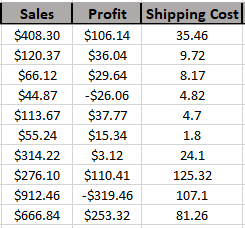 Sales Profit Shipping Cost
$408.30 $106.14 35.46
$120.37 $36.04 9.72
$66.12 $29.64 8.17
$44.87 -$26.06 4.82
$113.67 $37.77 4.7
$55.24 $15.34 1.8
$314.22 $3.12 24.1
$276.10 $110.41 125.32
$912.46 -$319.46 107.1
$666.84 $253.32 81.26